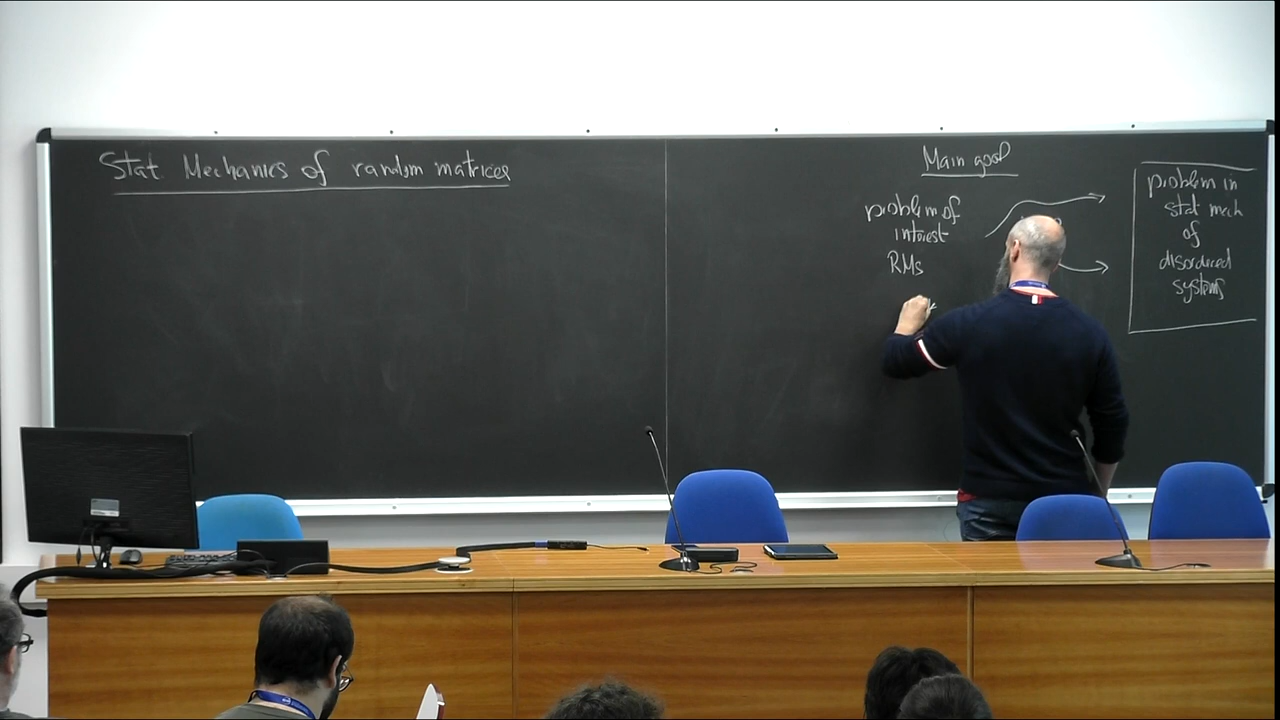 Stat Mechanics of random matrices
Main goal
problem of
interest
RMs
problem in
stat mech
of
disordered
systems